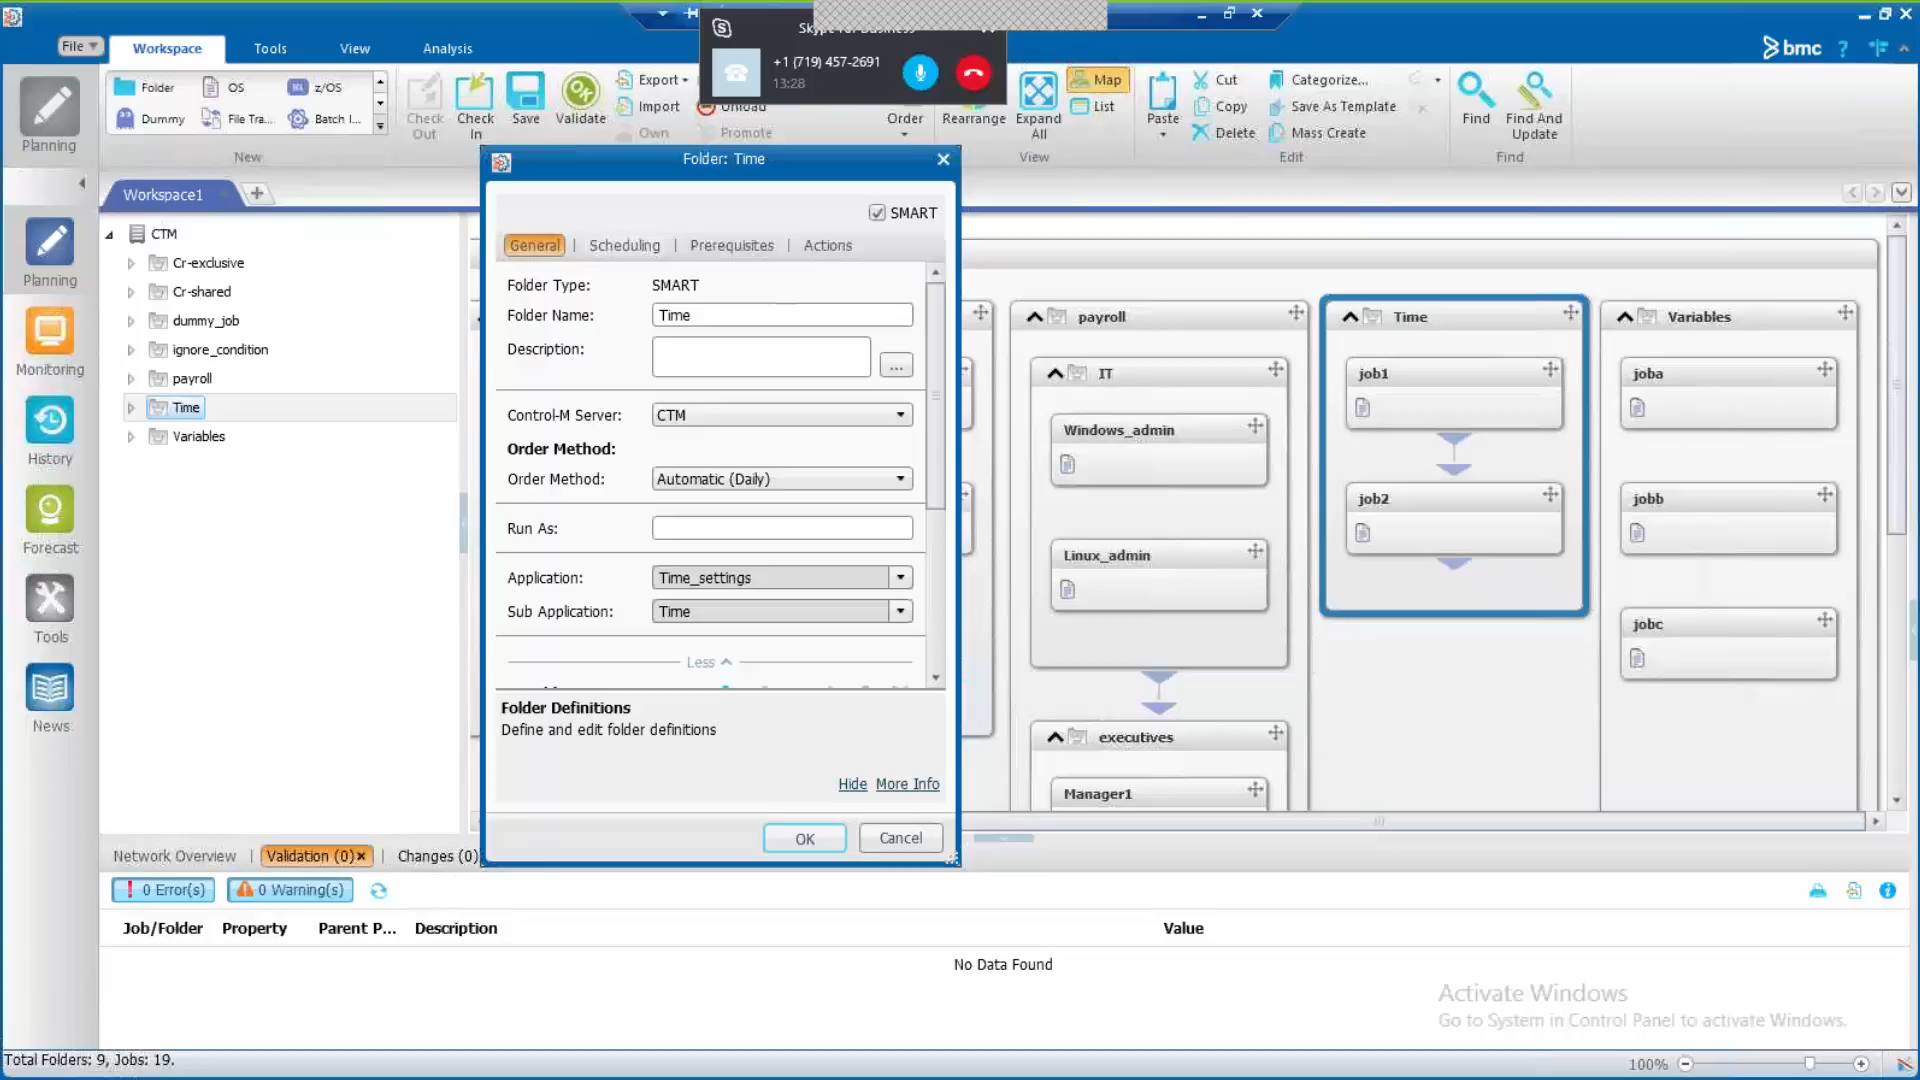 File
Workspace
Tools
View
Analysis
+1 (719) 457-2691
13:28
bmc
Planning
Folder
OS
z/OS
Dummy
File Tra...
Batch I...
New
Check Out
Check In
Save
Validate
Export
Import
Own
Unload
Promote
Order
Rearrange
Expand All
Map
List
View
Paste
Cut
Copy
Delete
Categorize...
Save As Template
Mass Create
Edit
Find
Find And Update
Find
Workspace1
Planning
Monitoring
History
Forecast
Tools
News
CTM
Cr-exclusive
Cr-shared
dummy_job
ignore_condition
payroll
Time
Variables
Folder: Time
SMART
General | Scheduling | Prerequisites | Actions
Folder Type: SMART
Folder Name: Time
Description:
...
Control-M Server: CTM
Order Method:
Order Method: Automatic (Daily)
Run As:
Application: Time_settings
Sub Application: Time
Less
Folder Definitions
Define and edit folder definitions
Hide More Info
OK Cancel
payroll
IT
Windows_admin
Linux_admin
executives
Manager1
Time
job1
job2
Variables
joba
jobb
jobc
Network Overview | Validation (0) | Changes (0)
0 Error(s) 0 Warning(s)
Job/Folder Property Parent P... Description Value
No Data Found
Activate Windows
Go to System in Control Panel to activate Windows.
Total Folders: 9, Jobs: 19.
100%